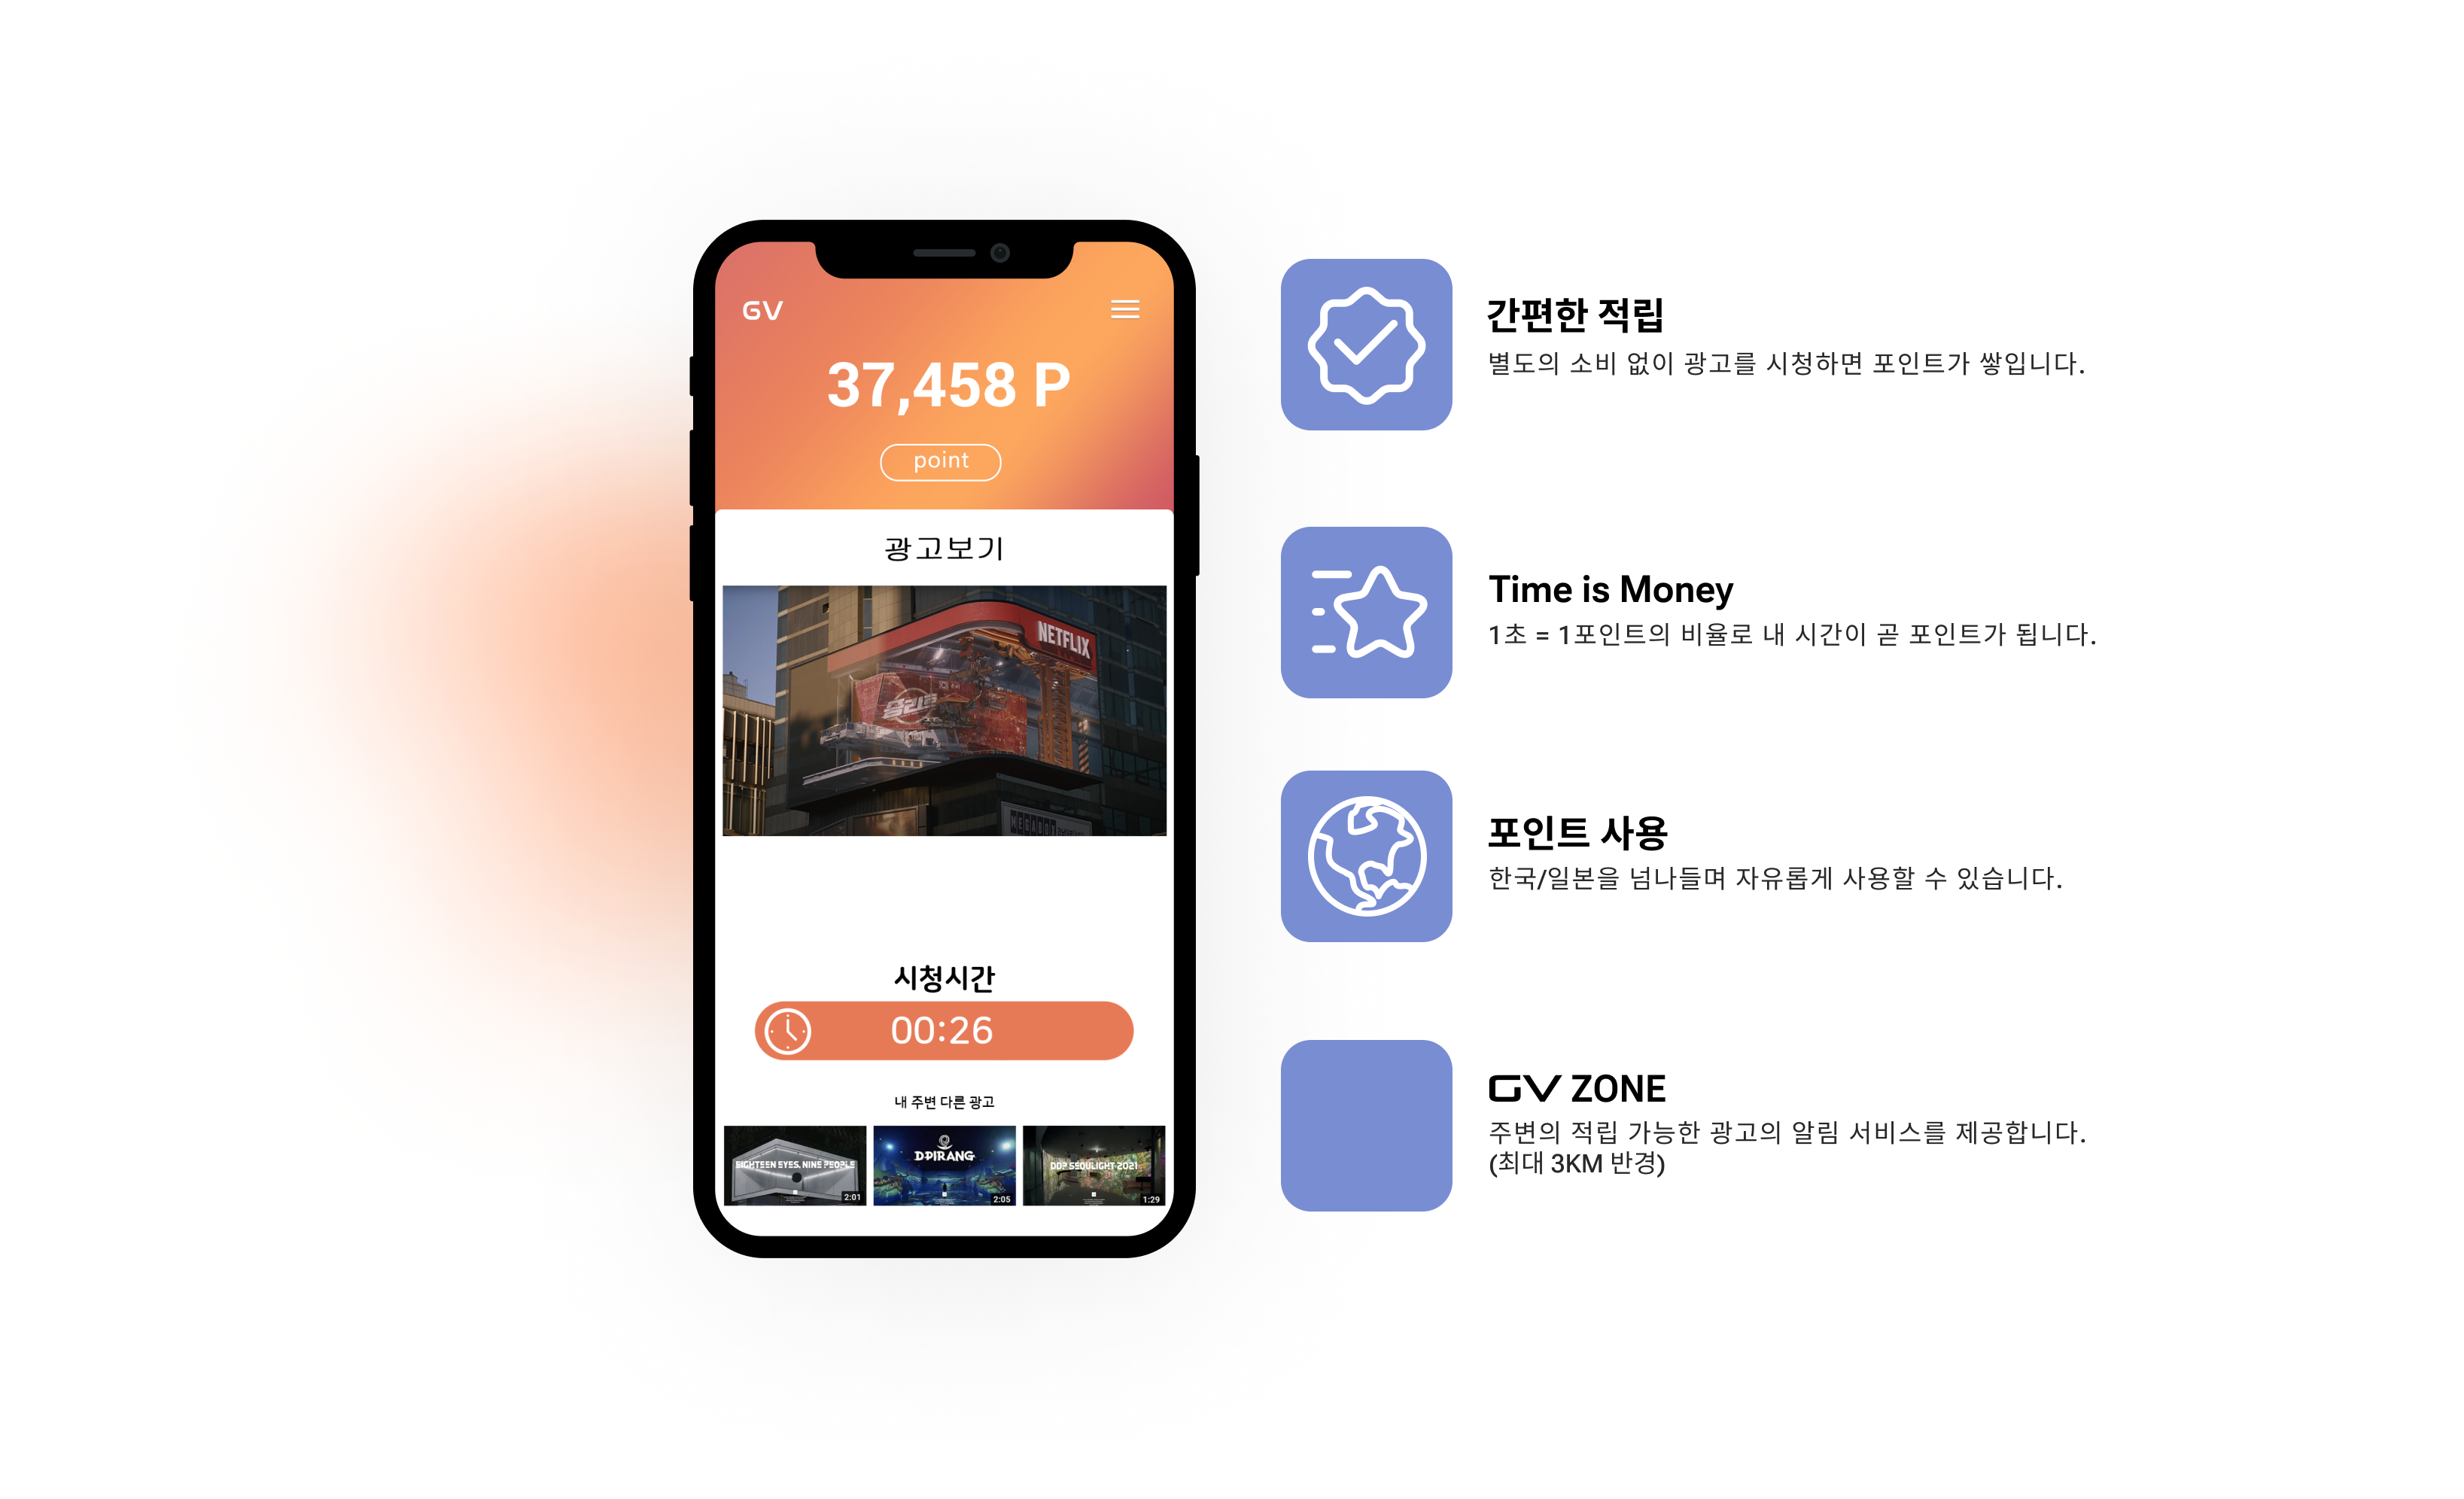 GV
37,458 P
point
광고보기
NETFLIX
승리호
시청시간
00:26
내 주변 다른 광고
EIGHTEEN EYES, NINE PEOPLE
2:01
D·PIRANG
2:05
DDP SEOULIGHT 2021
1:29
간편한 적립
별도의 소비 없이 광고를 시청하면 포인트가 쌓입니다.
Time is Money
1초 = 1포인트의 비율로 내 시간이 곧 포인트가 됩니다.
포인트 사용
한국/일본을 넘나들며 자유롭게 사용할 수 있습니다.
GV ZONE
주변의 적립 가능한 광고의 알림 서비스를 제공합니다.
(최대 3KM 반경)